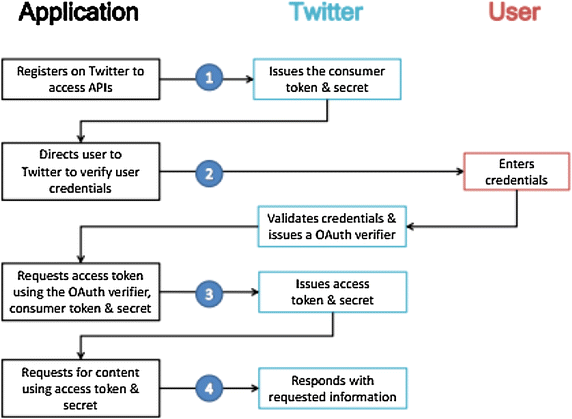 Application
Twitter
User
Registers on Twitter to
access APIs
1
Issues the consumer
token & secret
Directs user to
Twitter to verify user
credentials
2
Enters
credentials
Validates credentials &
issues a OAuth verifier
Requests access token
using the OAuth verifier,
consumer token & secret
3
Issues access
token & secret
Requests for content
using access token &
secret
4
Responds with
requested information